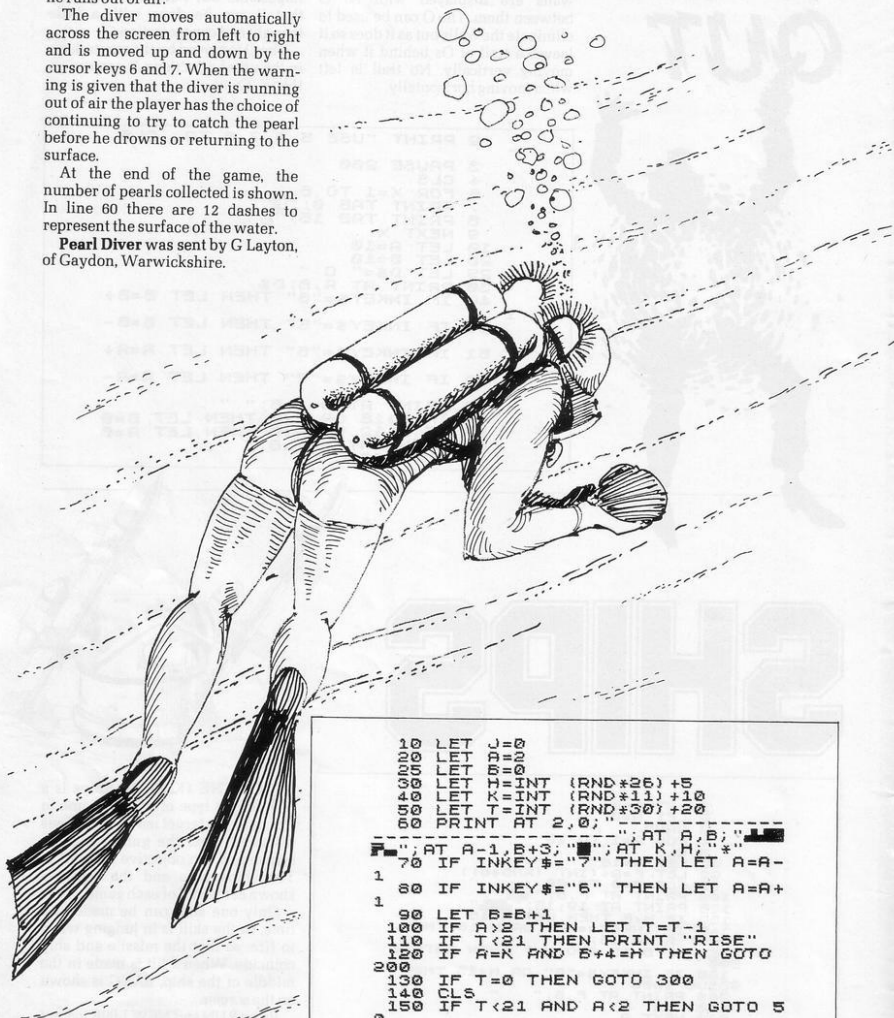 he runs out of air.
The diver moves automatically
across the screen from left to right
and is moved up and down by the
cursor keys 6 and 7. When the warn-
ing is given that the diver is running
out of air the player has the choice of
continuing to try to catch the pearl
before he drowns or returning to the
surface.
At the end of the game, the
number of pearls collected is shown.
In line 60 there are 12 dashes to
represent the surface of the water.
Pearl Diver was sent by G Layton,
of Gaydon, Warwickshire.
10 LET J=0
20 LET A=2
25 LET B=0
30 LET H=INT (RND*26)+5
40 LET K=INT (RND*11)+10
50 LET T=INT (RND*30)+20
60 PRINT AT 2,0;"-------------
-------------------";AT A,B;"
";AT A-1,B+3;"■";AT K,H;"*"
70 IF INKEY$="7" THEN LET A=A-
1
80 IF INKEY$="6" THEN LET A=A+
1
90 LET B=B+1
100 IF A>2 THEN LET T=T-1
110 IF T<21 THEN PRINT "RISE"
120 IF A=K AND B+4=H THEN GOTO
200
130 IF T=0 THEN GOTO 300
140 CLS
150 IF T<21 AND A<2 THEN GOTO 5
0